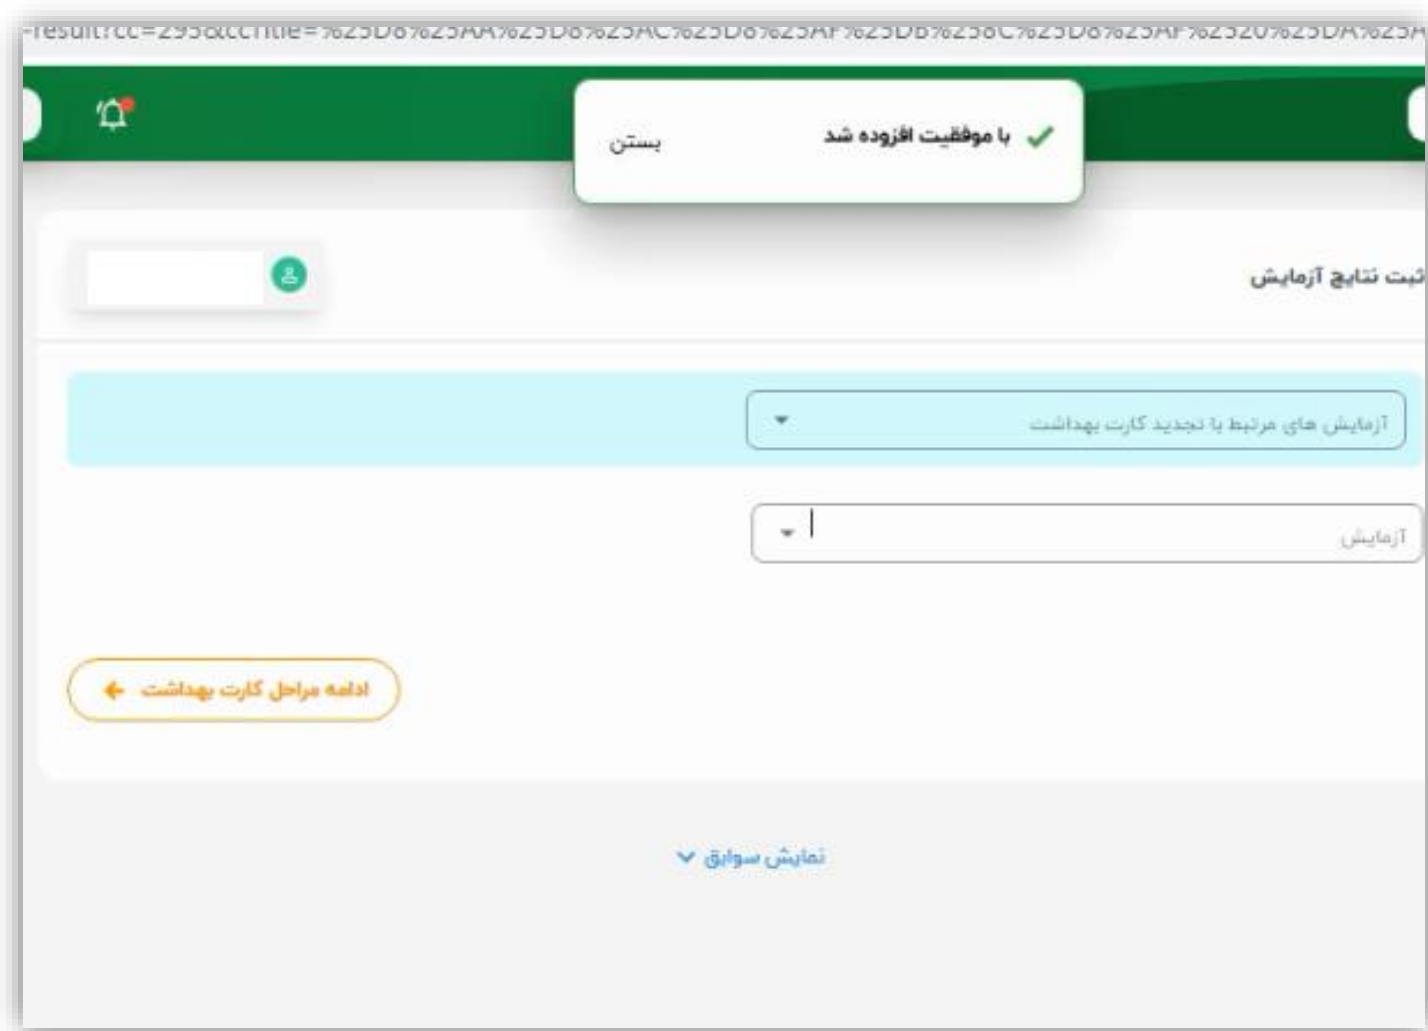 با موفقیت افزوده شد
بستن
ثبت نتایج آزمایش
آزمایش های مرتبط با تجدید کارت بهداشت
آزمایش
ادامه مراحل کارت بهداشت
نمایش سوابق